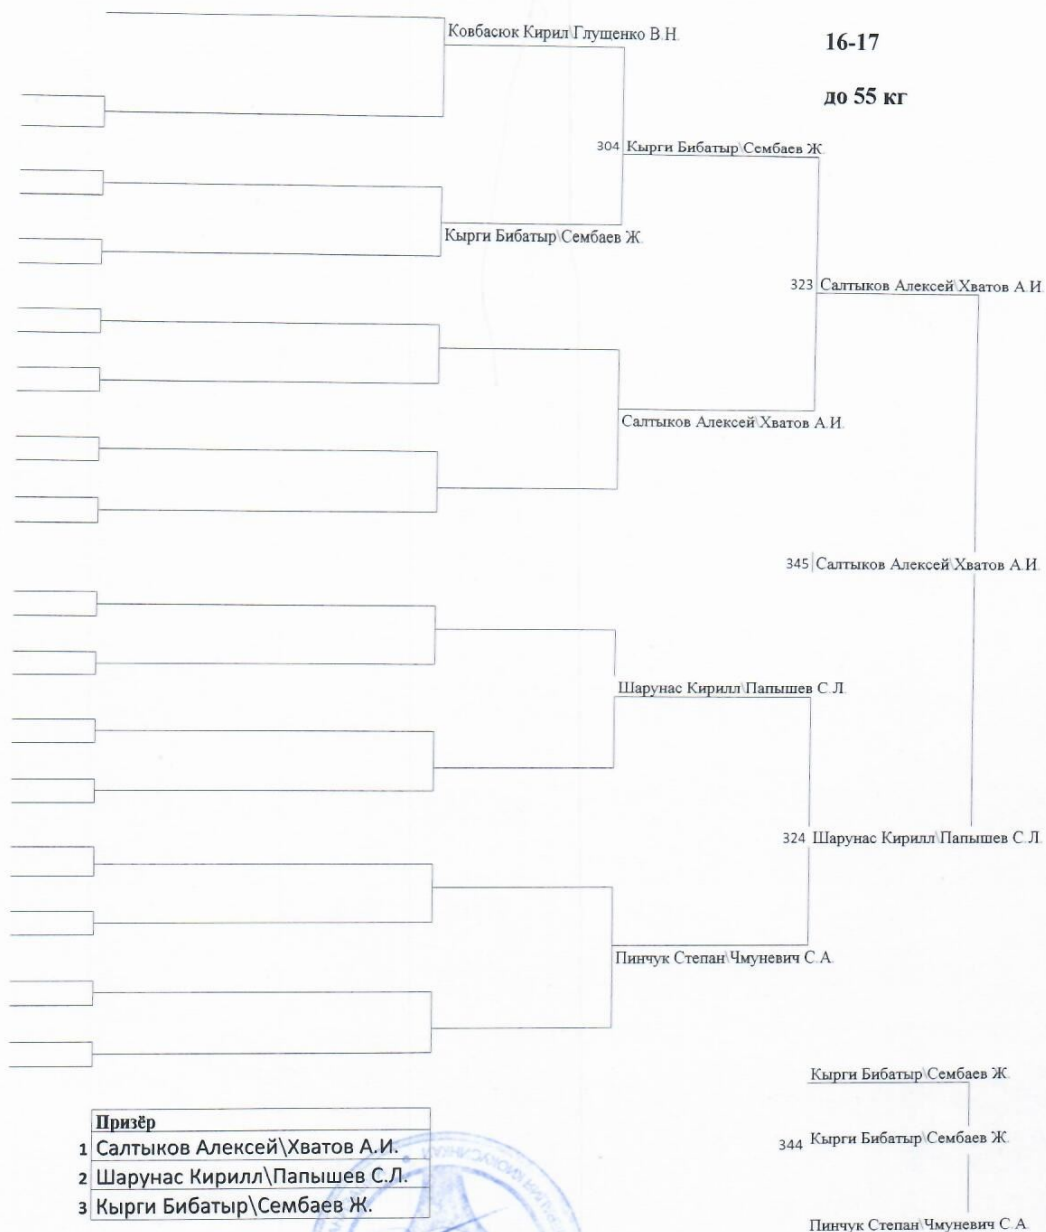 Ковбасюк Кирил\Глущенко В.Н.
16-17
до 55 кг
304 Кырги Бибатыр\Сембаев Ж.
Кырги Бибатыр\Сембаев Ж.
323 Салтыков Алексей\Хватов А.И.
Салтыков Алексей\Хватов А.И.
345 Салтыков Алексей\Хватов А.И.
Шарунас Кирилл\Папышев С.Л.
324 Шарунас Кирилл\Папышев С.Л.
Пинчук Степан\Чмуневич С.А.
Кырги Бибатыр\Сембаев Ж.
344 Кырги Бибатыр\Сембаев Ж.
Пинчук Степан\Чмуневич С.А.
Призёр
1 Салтыков Алексей\Хватов А.И.
2 Шарунас Кирилл\Папышев С.Л.
3 Кырги Бибатыр\Сембаев Ж.